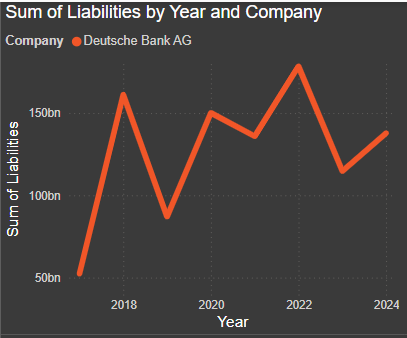 Sum of Liabilities by Year and Company
Company Deutsche Bank AG
Sum of Liabilities
150bn
100bn
50bn
2018 2020 2022 2024
Year